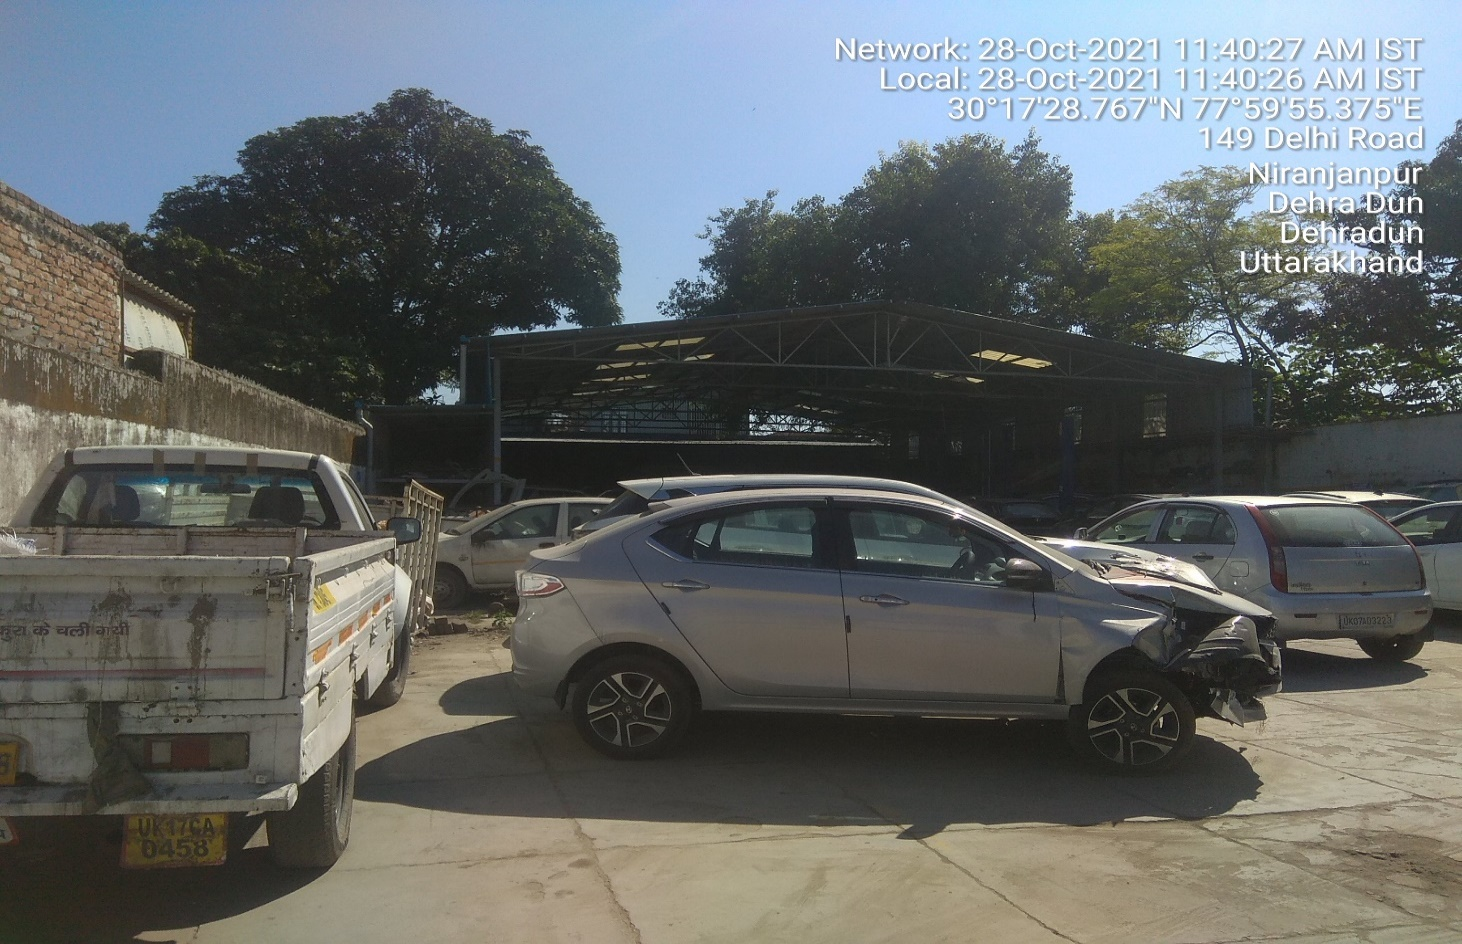 Network: 28-Oct-2021 11:40:27 AM IST
Local: 28-Oct-2021 11:40:26 AM IST
30°17'28.767"N 77°59'55.375"E
149 Delhi Road
Niranjanpur
Dehra Dun
Dehradun
Uttarakhand
के चली
UK17CA
0458